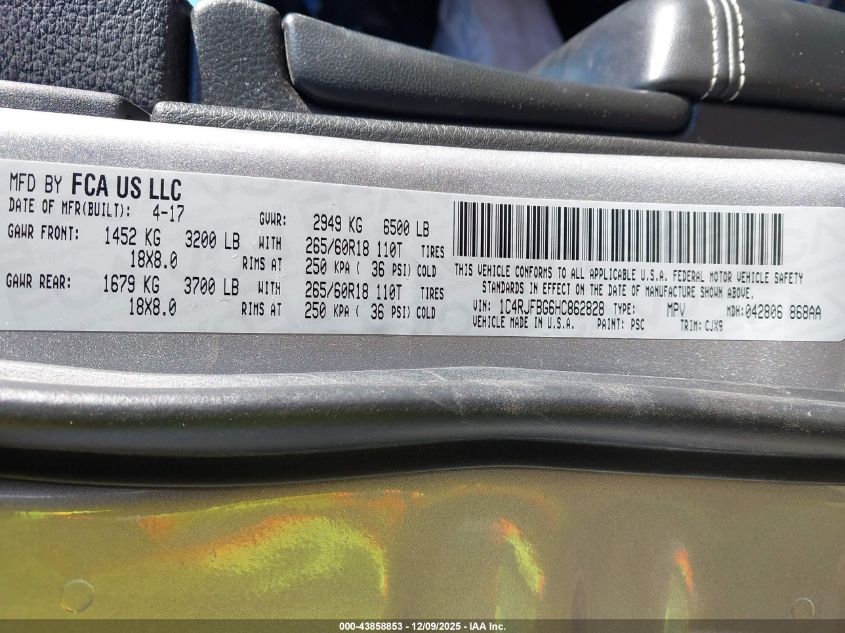 MFD BY FCA US LLC
DATE OF MFR(BUILT): 4-17 GVWR: 2949 KG 6500 LB
GAWR FRONT: 1452 KG 3200 LB WITH 265/60R18 110T TIRES
18X8.0 RIMS AT 250 KPA ( 36 PSI) COLD
GAWR REAR: 1679 KG 3700 LB WITH 265/60R18 110T TIRES
18X8.0 RIMS AT 250 KPA ( 36 PSI) COLD
THIS VEHICLE CONFORMS TO ALL APPLICABLE U.S.A. FEDERAL MOTOR VEHICLE SAFETY
STANDARDS IN EFFECT ON THE DATE OF MANUFACTURE SHOWN ABOVE.
VIN: 1C4RJFBG6HC862828 TYPE: MPV MDH:042806 868AA
VEHICLE MADE IN U.S.A. PAINT: PSC TRIM: CJX9
000-43858853 - 12/09/2025 - IAA Inc.